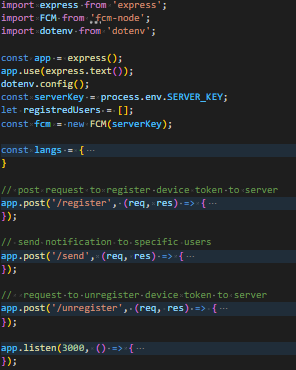 import express from 'express';
import FCM from 'fcm-node';
import dotenv from 'dotenv';
const app = express();
app.use(express.text());
dotenv.config();
const serverKey = process.env.SERVER_KEY;
let registredUsers = [];
const fcm = new FCM(serverKey);
const langs = { ...
}
// post request to register device token to server
app.post('/register', (req, res) => { ...
});
// send notification to specific users
app.post('/send', (req, res) => { ...
});
// request to unregister device token to server
app.post('/unregister', (req, res) => { ...
});
app.listen(3000, () => { ...
});